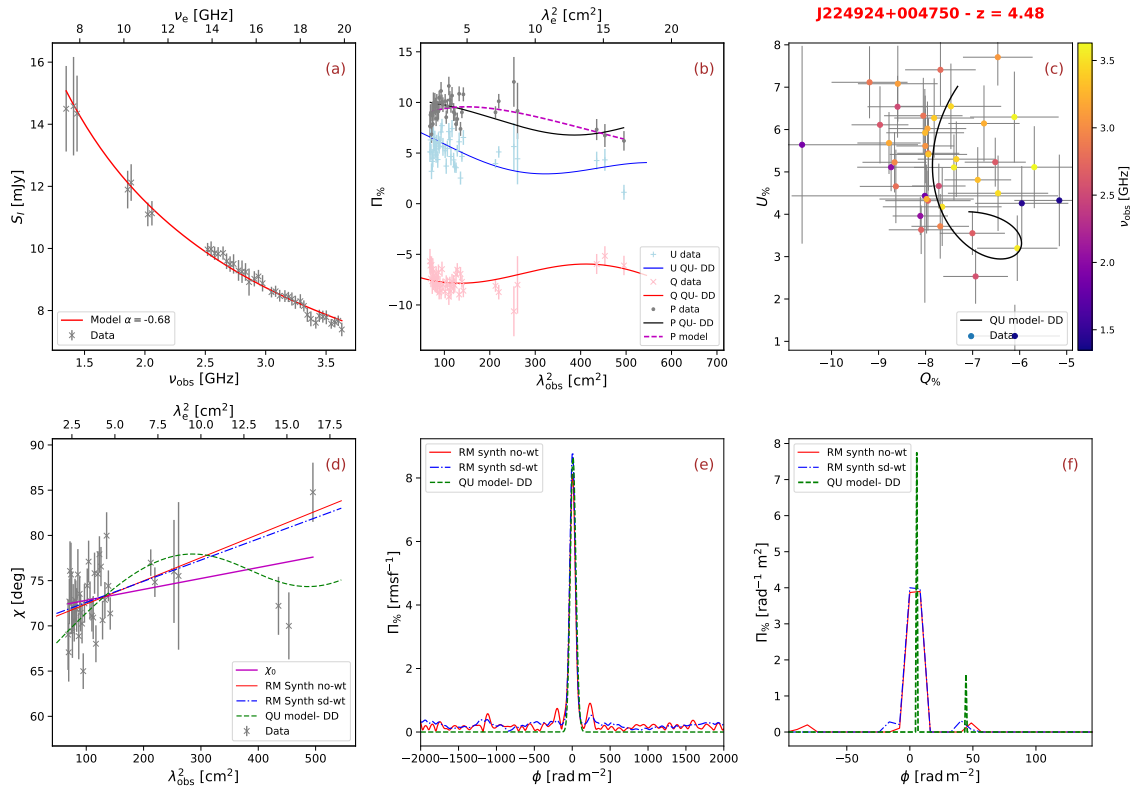 J224924+004750 - z = 4.48
ν_e [GHz]
8 10 12 14 16 18 20
(a)
S_I [mJy]
16
14
12
10
8
Model α = -0.68
Data
1.5 2.0 2.5 3.0 3.5
ν_obs [GHz]
λ_e^2 [cm^2]
5 10 15 20
(b)
Π_%
15
10
5
0
−5
−10
U data
U QU- DD
Q data
Q QU- DD
P data
P QU- DD
P model
0 100 200 300 400 500 600 700
λ_obs^2 [cm^2]
(c)
U_%
8
7
6
5
4
3
2
1
QU model- DD
Data
−10 −9 −8 −7 −6 −5
Q_%
3.5
3.0
2.5
2.0
1.5
ν_obs [GHz]
λ_e^2 [cm^2]
2.5 5.0 7.5 10.0 12.5 15.0 17.5
(d)
χ [deg]
90
85
80
75
70
65
60
χ_0
RM Synth no-wt
RM Synth sd-wt
QU model- DD
Data
100 200 300 400 500
λ_obs^2 [cm^2]
(e)
Π_% [rmsf^−1]
8
6
4
2
0
RM synth no-wt
RM synth sd-wt
QU model- DD
−2000 −1500 −1000 −500 0 500 1000 1500 2000
ϕ [rad m^−2]
(f)
Π_% [rad^−1 m^2]
8
7
6
5
4
3
2
1
0
RM synth no-wt
RM synth sd-wt
QU model- DD
−50 0 50 100
ϕ [rad m^−2]